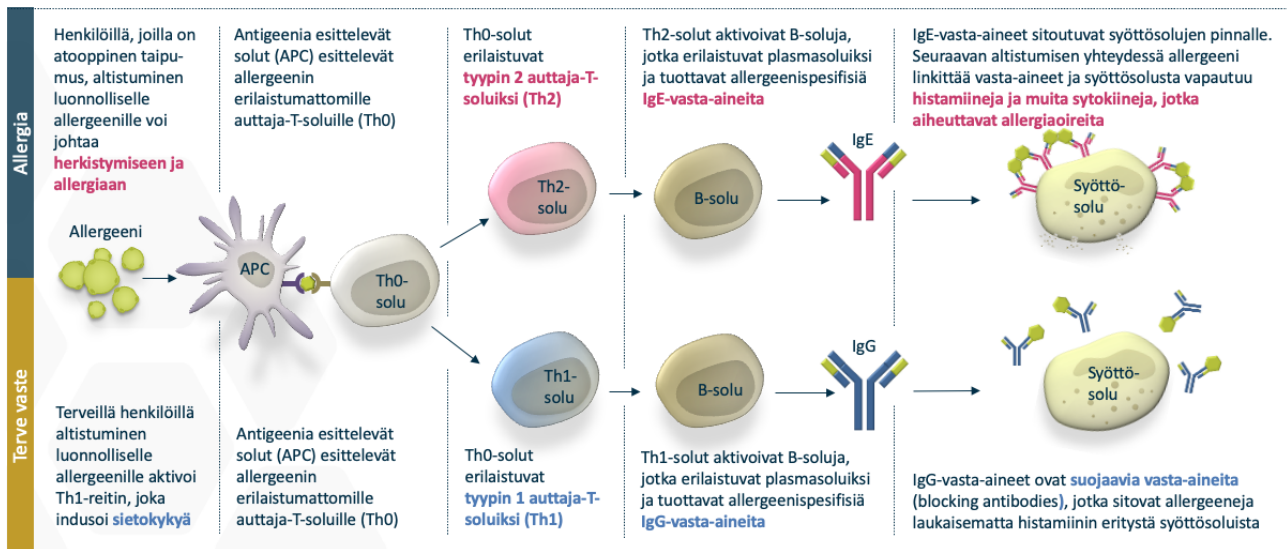 Allergia
Henkilöillä, joilla on
atooppinen taipu-
mus, altistuminen
luonnolliselle
allergeenille voi
johtaa
herkistymiseen ja
allergiaan
Antigeenia esittelevät
solut (APC) esittelevät
allergeenin
erilaistumattomille
auttaja-T-soluille (Th0)
Th0-solut
erilaistuvat
tyypin 2 auttaja-T-
soluiksi (Th2)
Th2-solut aktivoivat B-soluja,
jotka erilaistuvat plasmasoluiksi
ja tuottavat allergeenispesifisiä
IgE-vasta-aineita
IgE-vasta-aineet sitoutuvat syöttösolujen pinnalle.
Seuraavan altistumisen yhteydessä allergeeni
linkittää vasta-aineet ja syöttösolusta vapautuu
histamiineja ja muita sytokiineja, jotka
aiheuttavat allergiaoireita
Allergeeni
APC
Th0-
solu
Th2-
solu
B-solu
IgE
Syöttö-
solu
Terve vaste
Th1-
solu
B-solu
IgG
Syöttö-
solu
Terveillä henkilöillä
altistuminen
luonnolliselle
allergeenille aktivoi
Th1-reitin, joka
indusoi sietokykyä
Antigeenia esittelevät
solut (APC) esittelevät
allergeenin
erilaistumattomille
auttaja-T-soluille (Th0)
Th0-solut
erilaistuvat
tyypin 1 auttaja-T-
soluiksi (Th1)
Th1-solut aktivoivat B-soluja,
jotka erilaistuvat plasmasoluiksi
ja tuottavat allergeenispesifisiä
IgG-vasta-aineita
IgG-vasta-aineet ovat suojaavia vasta-aineita
(blocking antibodies), jotka sitovat allergeeneja
laukaisematta histamiinin eritystä syöttösoluista